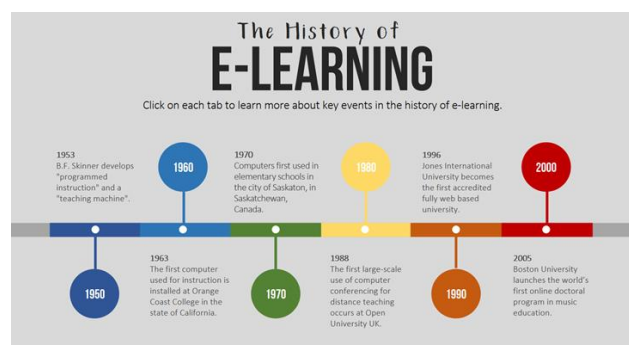 The History of
E-LEARNING
Click on each tab to learn more about key events in the history of e-learning.
1953
B.F. Skinner develops
"programmed
instruction" and a
"teaching machine".
1960
1970
Computers first used in
elementary schools in
the city of Saskaton, in
Saskatchewan,
Canada.
1980
1996
Jones International
University becomes
the first accredited
fully web based
university.
2000
1950
1963
The first computer
used for instruction is
installed at Orange
Coast College in the
state of California.
1970
1988
The first large-scale
use of computer
conferencing for
distance teaching
occurs at Open
University UK.
1990
2005
Boston University
launches the world's
first online doctoral
program in music
education.